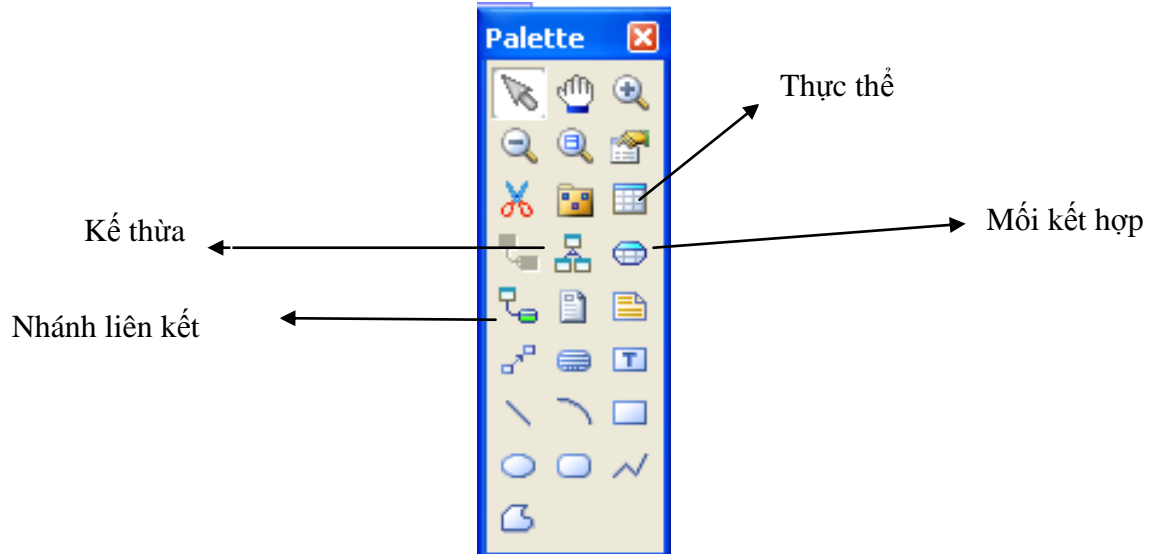 Palette
Thực thể
Kế thừa
Mối kết hợp
Nhánh liên kết
T